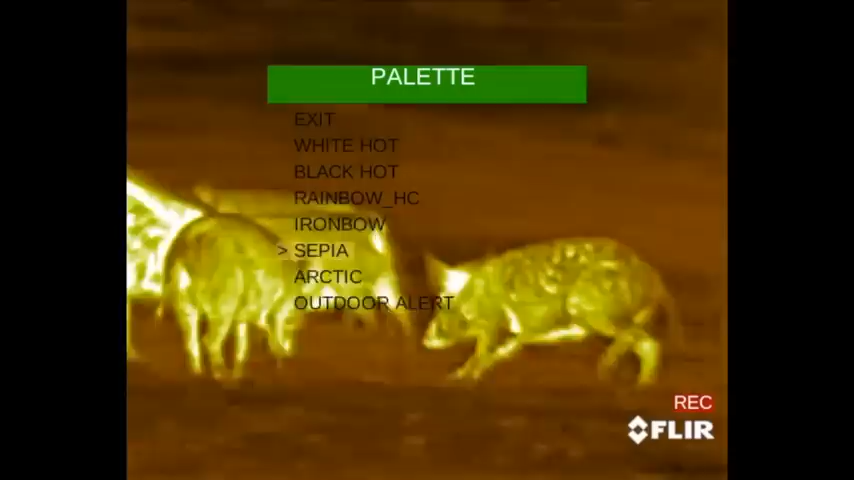 PALETTE
EXIT
WHITE HOT
BLACK HOT
RAINBOW_HC
IRONBOW
> SEPIA
ARCTIC
OUTDOOR ALERT
REC
FLIR